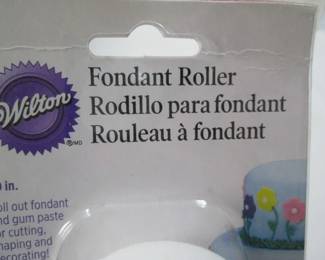 Fondant Roller
Wilton
Rodillo para fondant
®MD
Rouleau à fondant
in.
oll out fondant
nd gum paste
or cutting,
haping and
ecorating!